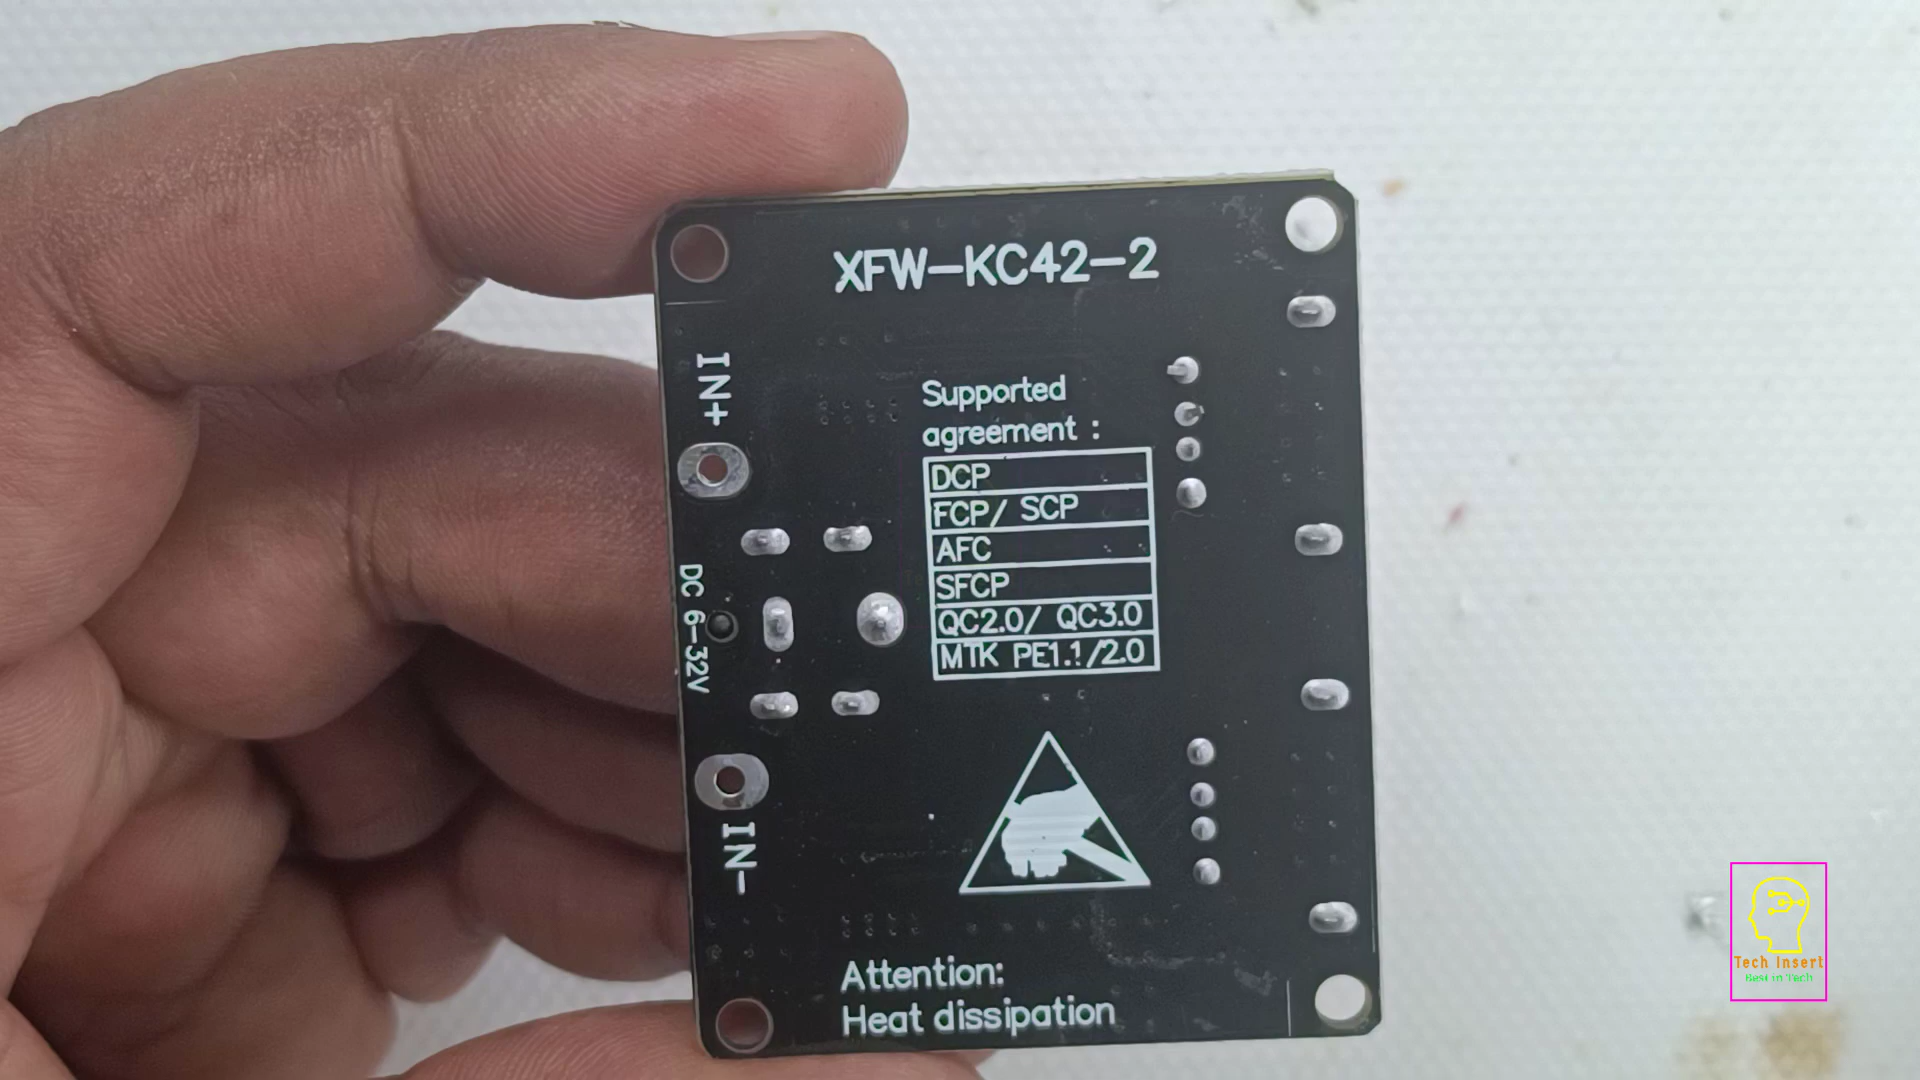 XFW-KC42-2
IN+
Supported
agreement :
DCP
FCP/ SCP
AFC
SFCP
QC2.0/ QC3.0
MTK PE1.1/2.0
DC 6-32V
IN-
Attention:
Heat dissipation
Tech Insert
Best in Tech